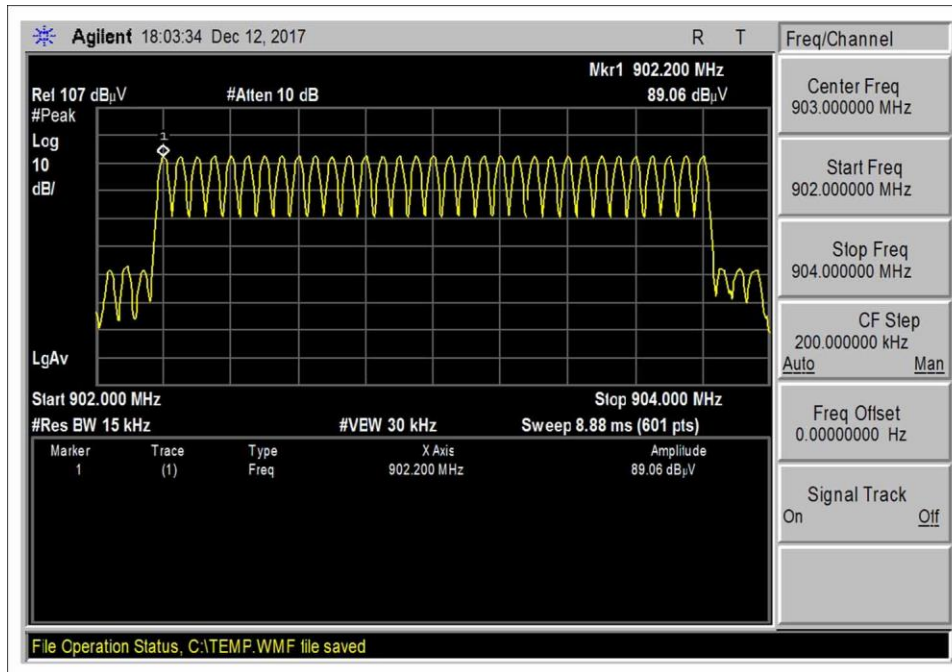 Agilent 18:03:34 Dec 12, 2017 R T
Freq/Channel
Mkr1 902.200 MHz
Ref 107 dBµV #Atten 10 dB 89.06 dBµV
#Peak
Log
10
dB/
1
LgAv
Start 902.000 MHz Stop 904.000 MHz
#Res BW 15 kHz #VBW 30 kHz Sweep 8.88 ms (601 pts)
Marker Trace Type X Axis Amplitude
1 (1) Freq 902.200 MHz 89.06 dBµV
Center Freq
903.000000 MHz
Start Freq
902.000000 MHz
Stop Freq
904.000000 MHz
CF Step
200.000000 kHz
Auto Man
Freq Offset
0.00000000 Hz
Signal Track
On Off
File Operation Status, C:\TEMP.WMF file saved